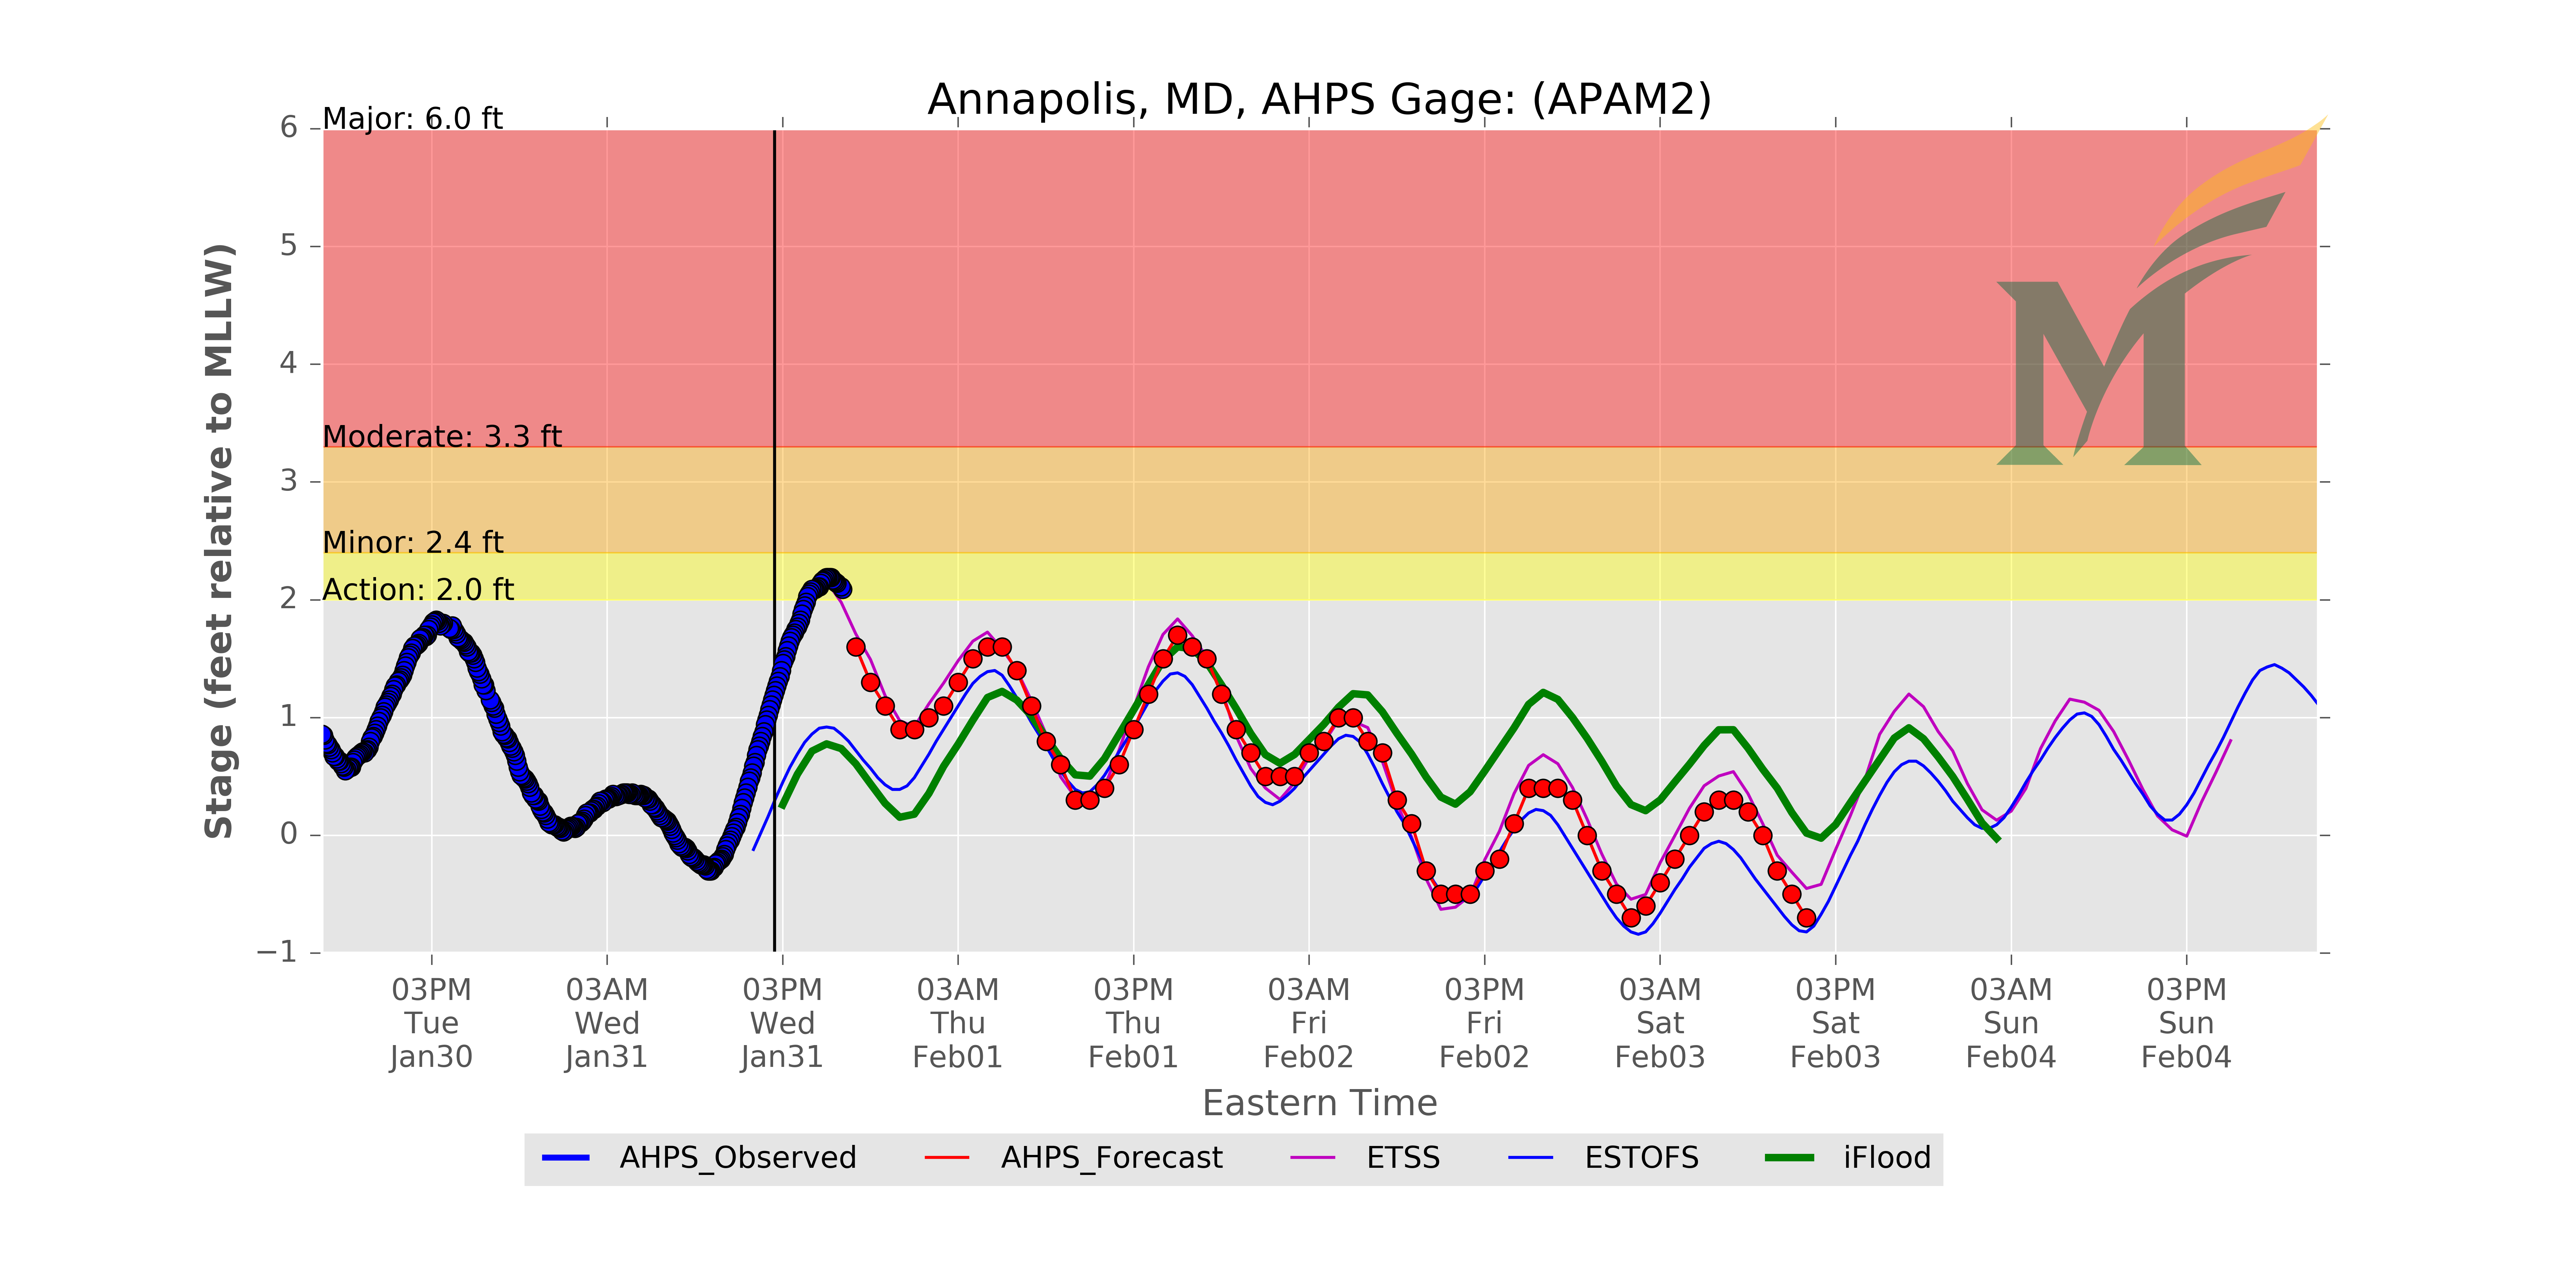 Annapolis, MD, AHPS Gage: (APAM2)
Stage (feet relative to MLLW)
6
5
4
3
2
1
0
−1
Major: 6.0 ft
Moderate: 3.3 ft
Minor: 2.4 ft
Action: 2.0 ft
03PM 03AM 03PM 03AM 03PM 03AM 03PM 03AM 03PM 03AM 03PM
Tue Wed Wed Thu Thu Fri Fri Sat Sat Sun Sun
Jan30 Jan31 Jan31 Feb01 Feb01 Feb02 Feb02 Feb03 Feb03 Feb04 Feb04
Eastern Time
AHPS_Observed AHPS_Forecast ETSS ESTOFS iFlood
M